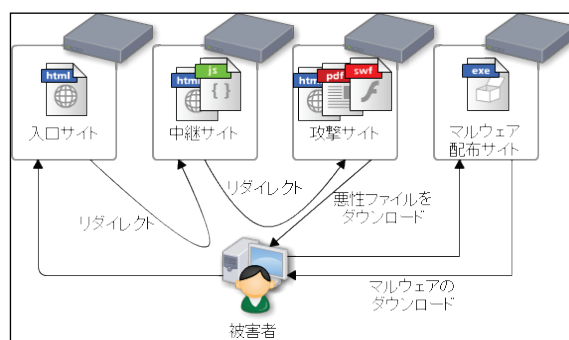 html
js
html
html
pdf
swf
exe
入口サイト
中継サイト
攻撃サイト
マルウェア
配布サイト
リダイレクト
リダイレクト
悪性ファイルを
ダウンロード
マルウェアの
ダウンロード
被害者